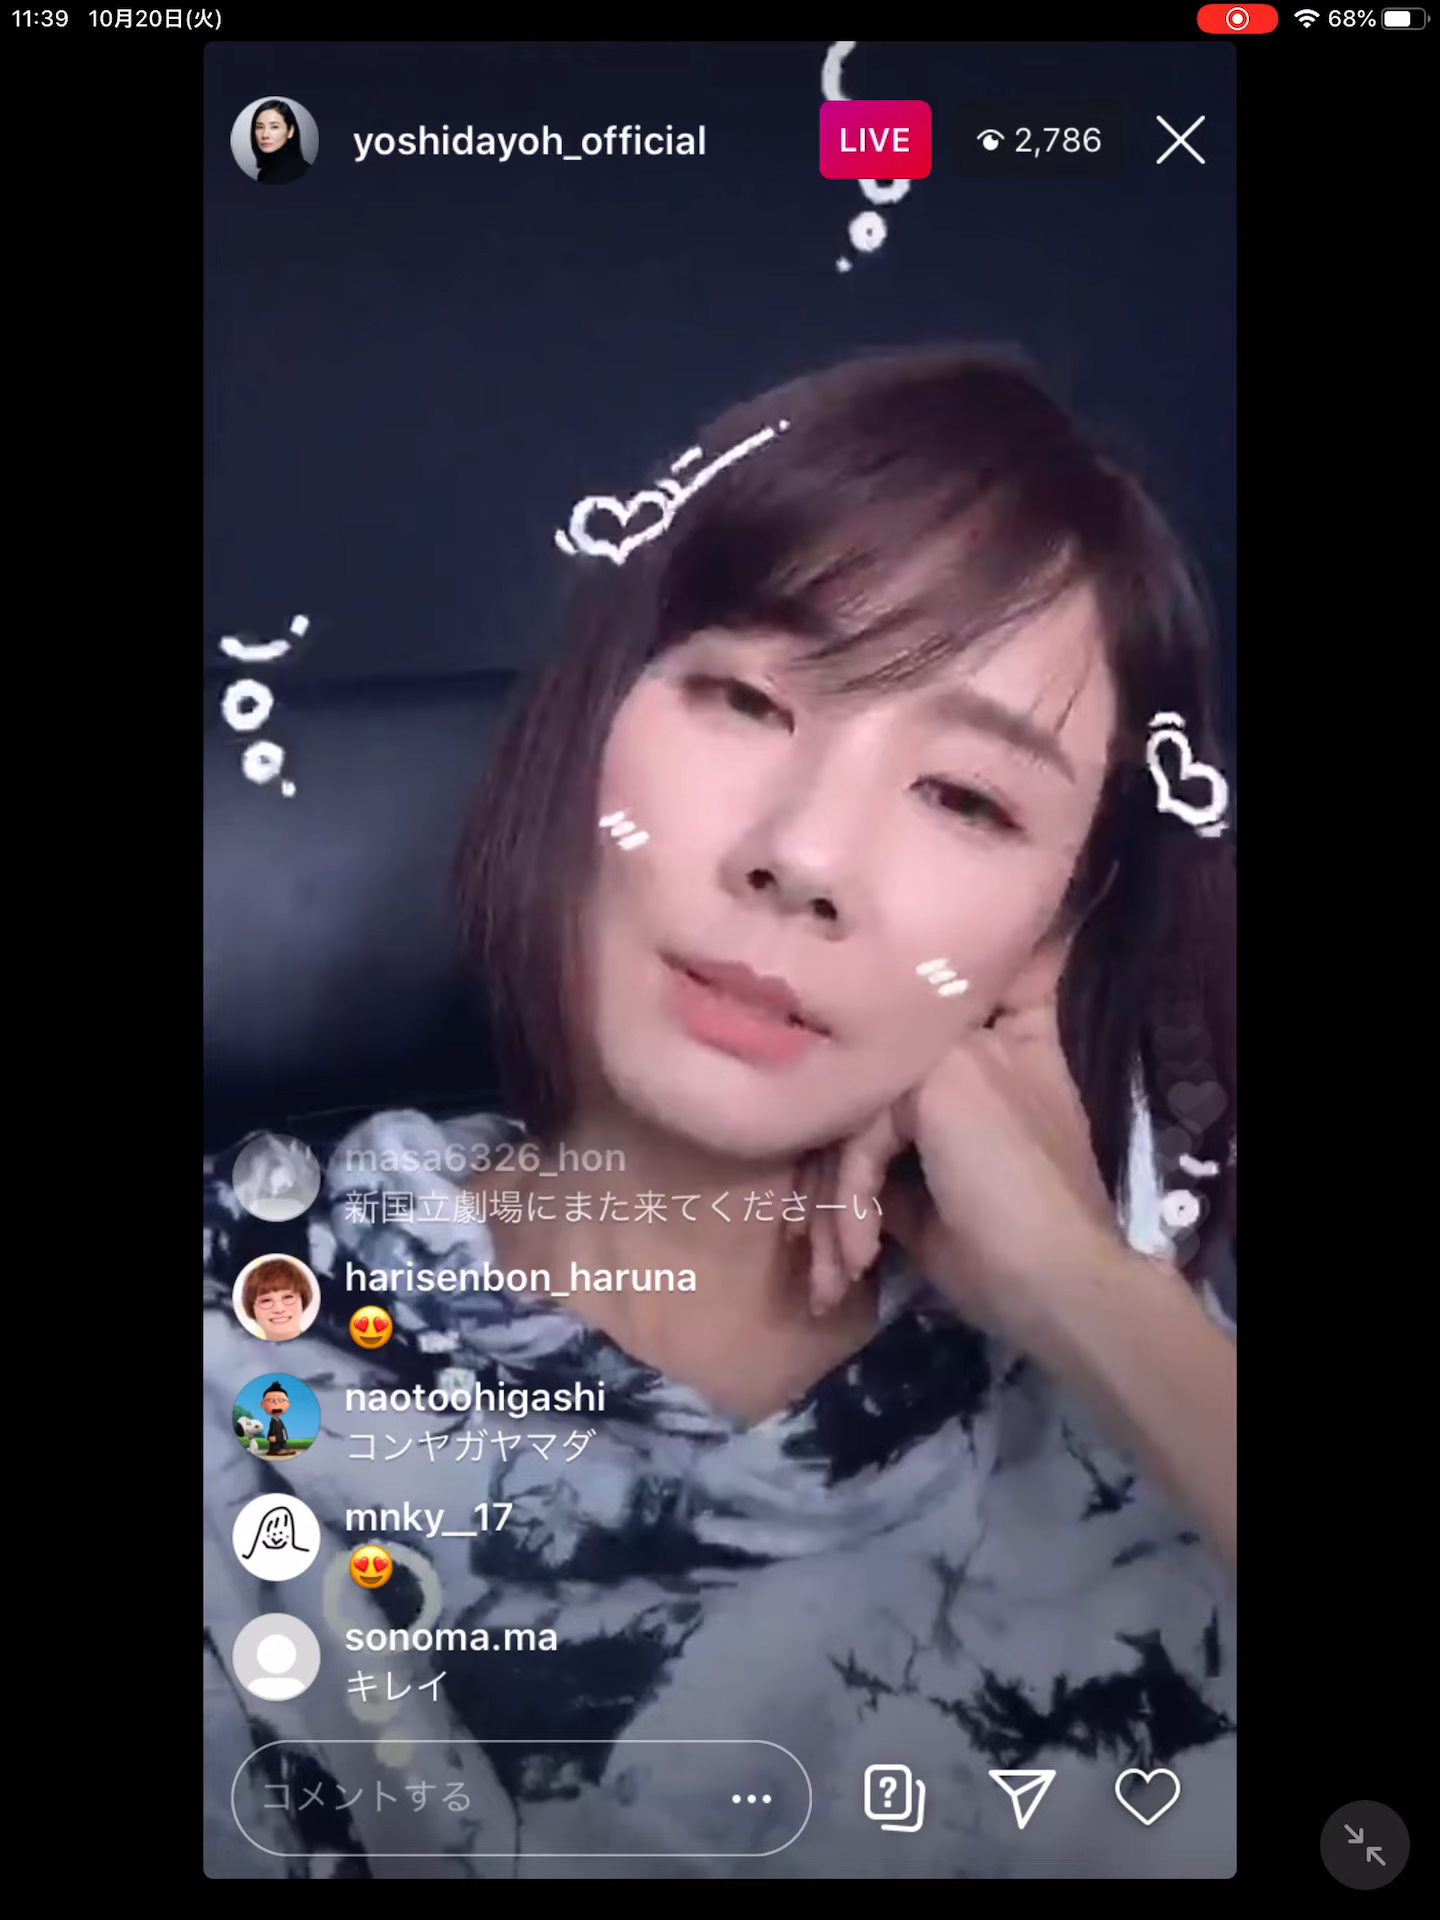 11:39 10月20日(火)
68%
yoshidayoh_official
LIVE
2,786
masa6326_hon
新国立劇場にまた来てくださーい
harisenbon_haruna
😍
naotoohigashi
コンヤガヤマダ
mnky__17
😍
sonoma.ma
キレイ
コメントする